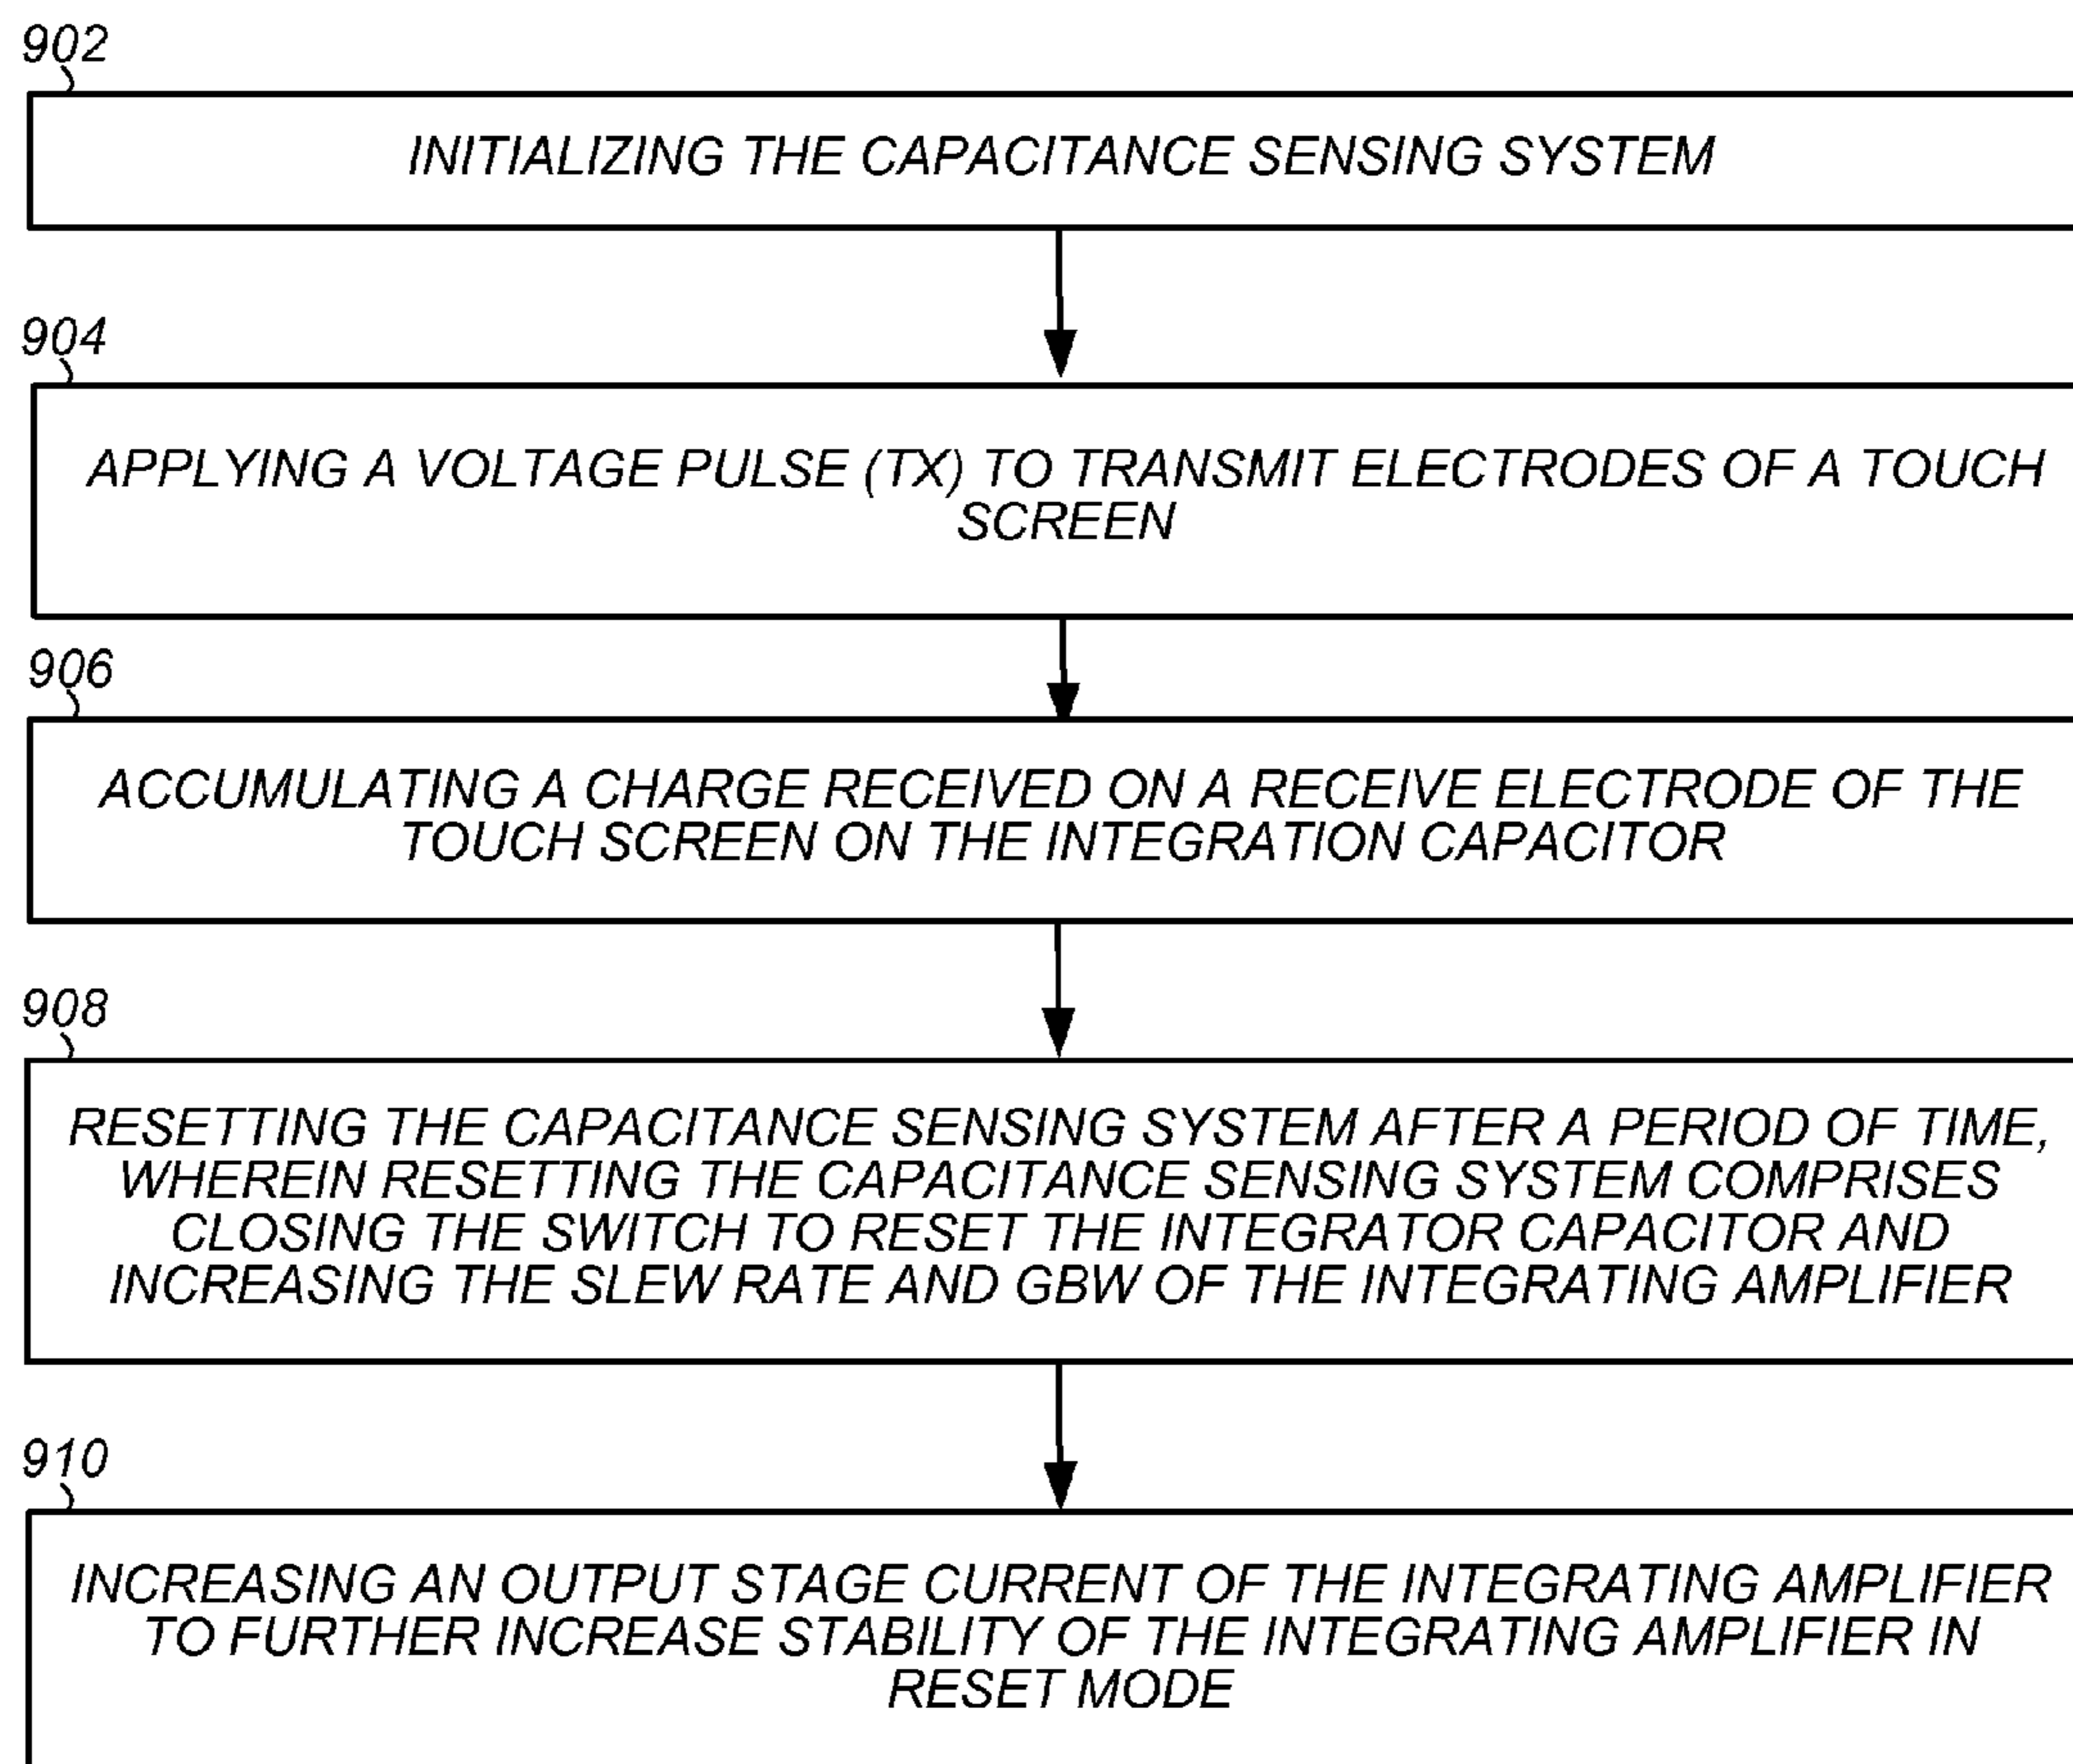 902
INITIALIZING THE CAPACITANCE SENSING SYSTEM
904
APPLYING A VOLTAGE PULSE (TX) TO TRANSMIT ELECTRODES OF A TOUCH
SCREEN
906
ACCUMULATING A CHARGE RECEIVED ON A RECEIVE ELECTRODE OF THE
TOUCH SCREEN ON THE INTEGRATION CAPACITOR
908
RESETTING THE CAPACITANCE SENSING SYSTEM AFTER A PERIOD OF TIME,
WHEREIN RESETTING THE CAPACITANCE SENSING SYSTEM COMPRISES
CLOSING THE SWITCH TO RESET THE INTEGRATOR CAPACITOR AND
INCREASING THE SLEW RATE AND GBW OF THE INTEGRATING AMPLIFIER
910
INCREASING AN OUTPUT STAGE CURRENT OF THE INTEGRATING AMPLIFIER
TO FURTHER INCREASE STABILITY OF THE INTEGRATING AMPLIFIER IN
RESET MODE